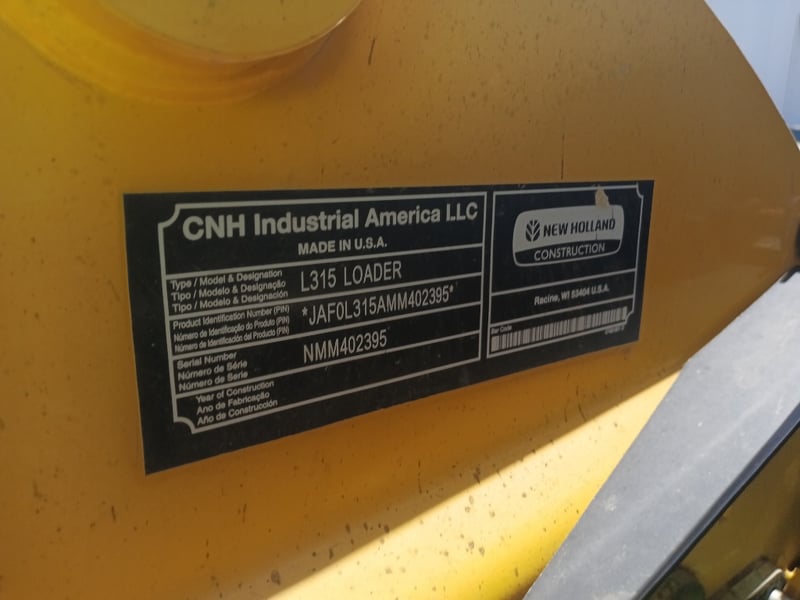 CNH Industrial America LLC
MADE IN U.S.A.
Type / Model & Designation
Tipo / Modelo & Designação
Tipo / Modelo & Designación
L315 LOADER
Product Identification Number (PIN)
Número de Identificação do Produto (PIN)
Número de Identificación del Producto (PIN)
*JAF0L315AMM402395*
Serial Number
Número de Série
Número de Serie
NMM402395
Year of Construction
Ano de Fabricação
Año de Construcción
NEW HOLLAND
CONSTRUCTION
Racine, WI 53404 U.S.A.
Bar Code